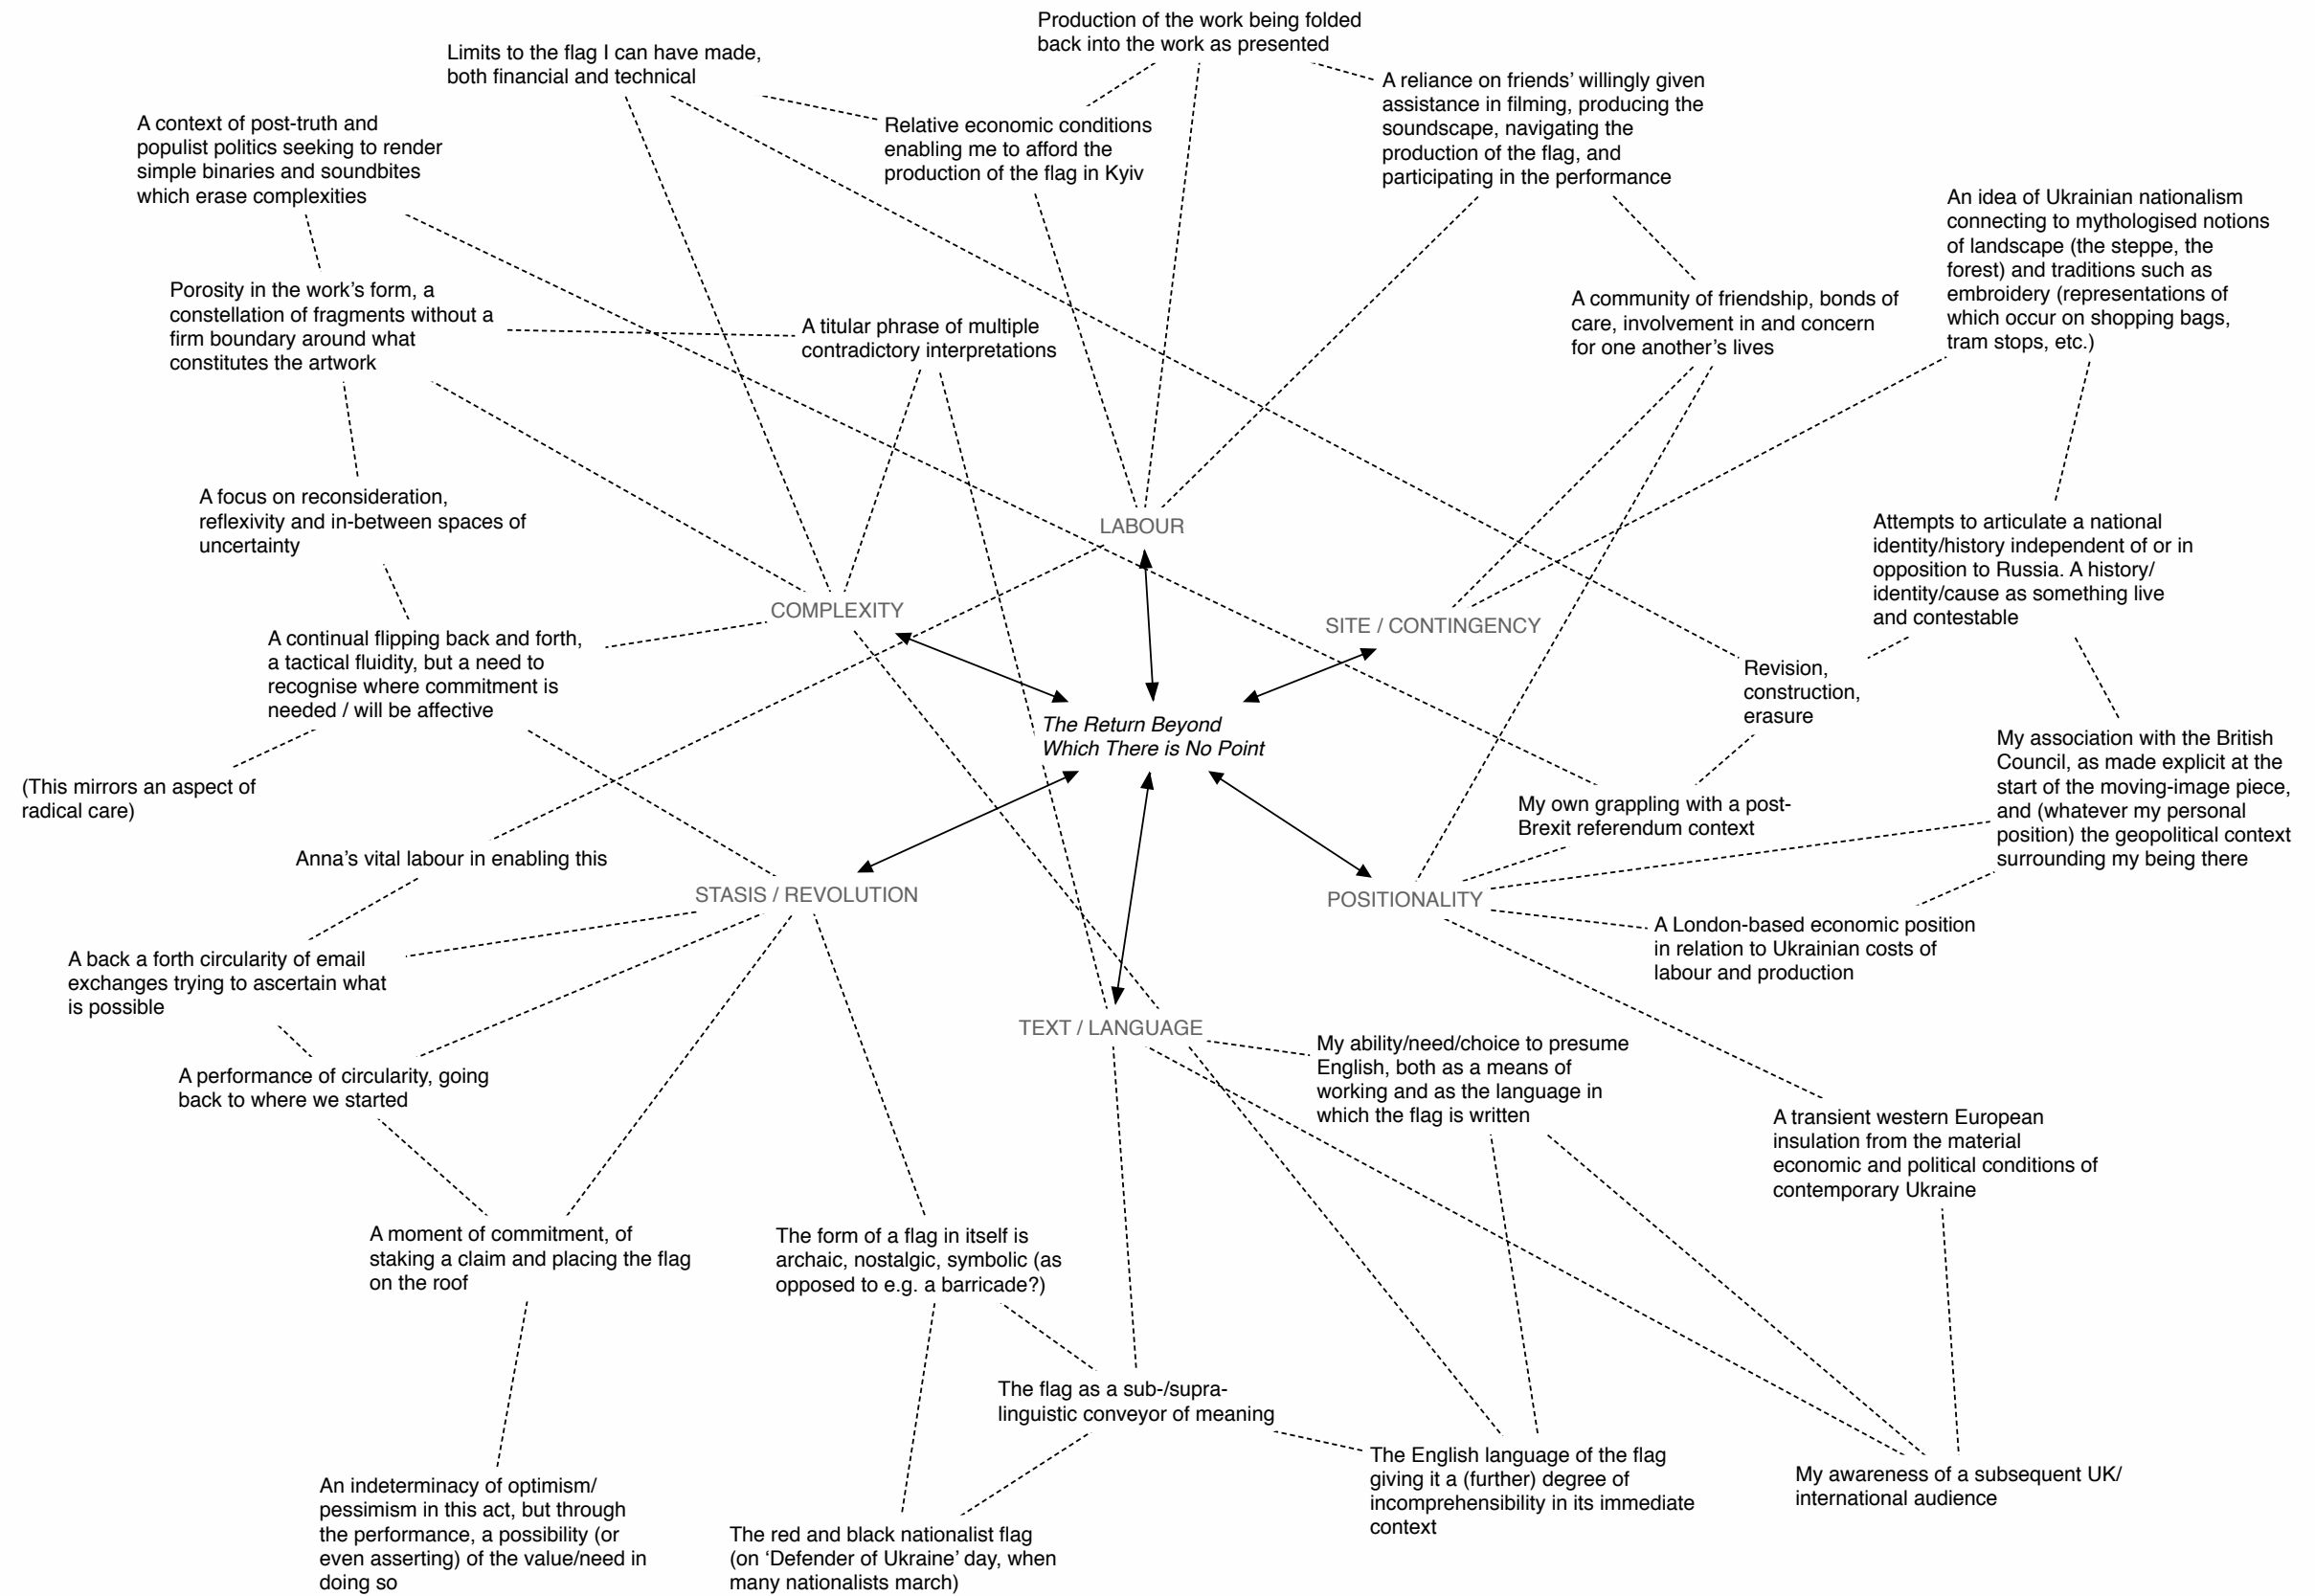 Production of the work being folded
back into the work as presented
Limits to the flag I can have made,
both financial and technical
A reliance on friends’ willingly given
assistance in filming, producing the
soundscape, navigating the
production of the flag, and
participating in the performance
A context of post-truth and
populist politics seeking to render
simple binaries and soundbites
which erase complexities
Relative economic conditions
enabling me to afford the
production of the flag in Kyiv
An idea of Ukrainian nationalism
connecting to mythologised notions
of landscape (the steppe, the
forest) and traditions such as
embroidery (representations of
which occur on shopping bags,
tram stops, etc.)
Porosity in the work’s form, a
constellation of fragments without a
firm boundary around what
constitutes the artwork
A titular phrase of multiple
contradictory interpretations
A community of friendship, bonds of
care, involvement in and concern
for one another’s lives
A focus on reconsideration,
reflexivity and in-between spaces of
uncertainty
LABOUR
Attempts to articulate a national
identity/history independent of or in
opposition to Russia. A history/
identity/cause as something live
and contestable
COMPLEXITY
SITE / CONTINGENCY
A continual flipping back and forth,
a tactical fluidity, but a need to
recognise where commitment is
needed / will be affective
Revision,
construction,
erasure
The Return Beyond
Which There is No Point
My association with the British
Council, as made explicit at the
start of the moving-image piece,
and (whatever my personal
position) the geopolitical context
surrounding my being there
(This mirrors an aspect of
radical care)
My own grappling with a post-
Brexit referendum context
Anna’s vital labour in enabling this
STASIS / REVOLUTION
POSITIONALITY
A London-based economic position
in relation to Ukrainian costs of
labour and production
A back a forth circularity of email
exchanges trying to ascertain what
is possible
TEXT / LANGUAGE
My ability/need/choice to presume
English, both as a means of
working and as the language in
which the flag is written
A performance of circularity, going
back to where we started
A transient western European
insulation from the material
economic and political conditions of
contemporary Ukraine
A moment of commitment, of
staking a claim and placing the flag
on the roof
The form of a flag in itself is
archaic, nostalgic, symbolic (as
opposed to e.g. a barricade?)
The flag as a sub-/supra-
linguistic conveyor of meaning
The English language of the flag
giving it a (further) degree of
incomprehensibility in its immediate
context
My awareness of a subsequent UK/
international audience
An indeterminacy of optimism/
pessimism in this act, but through
the performance, a possibility (or
even asserting) of the value/need in
doing so
The red and black nationalist flag
(on ‘Defender of Ukraine’ day, when
many nationalists march)